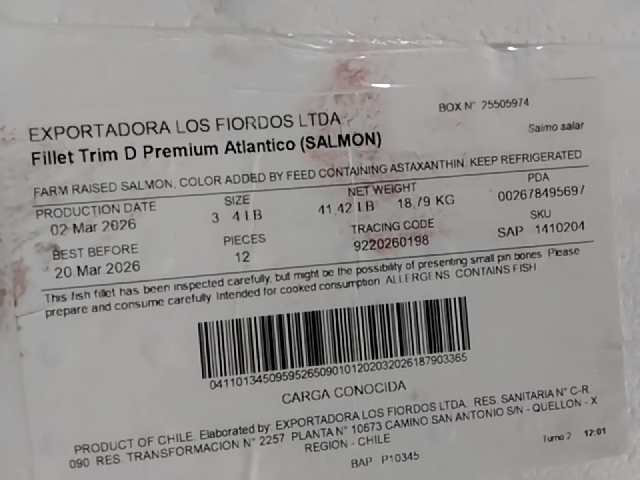 BOX N° 25505974
EXPORTADORA LOS FIORDOS LTDA.
Salmo salar
Fillet Trim D Premium Atlantico (SALMON)
FARM RAISED SALMON, COLOR ADDED BY FEED CONTAINING ASTAXANTHIN. KEEP REFRIGERATED
PRODUCTION DATE SIZE NET WEIGHT PDA
02 Mar 2026 3 4 LB 41,42 LB 18,79 KG 002678495697
BEST BEFORE PIECES TRACING CODE SKU
20 Mar 2026 12 9220260198 SAP 1410204
This fish fillet has been inspected carefully, but might be the possibility of presenting small pin bones. Please
prepare and consume carefully. Intended for cooked consumption. ALLERGENS: CONTAINS FISH
CARGA CONOCIDA
PRODUCT OF CHILE. Elaborated by: EXPORTADORA LOS FIORDOS LTDA. RES. SANITARIA N° C-R.
090 RES. TRANSFORMACION N° 2257 PLANTA N° 10673 CAMINO SAN ANTONIO S/N - QUELLON - X
REGION - CHILE
Turno 2 12:01
BAP P10345